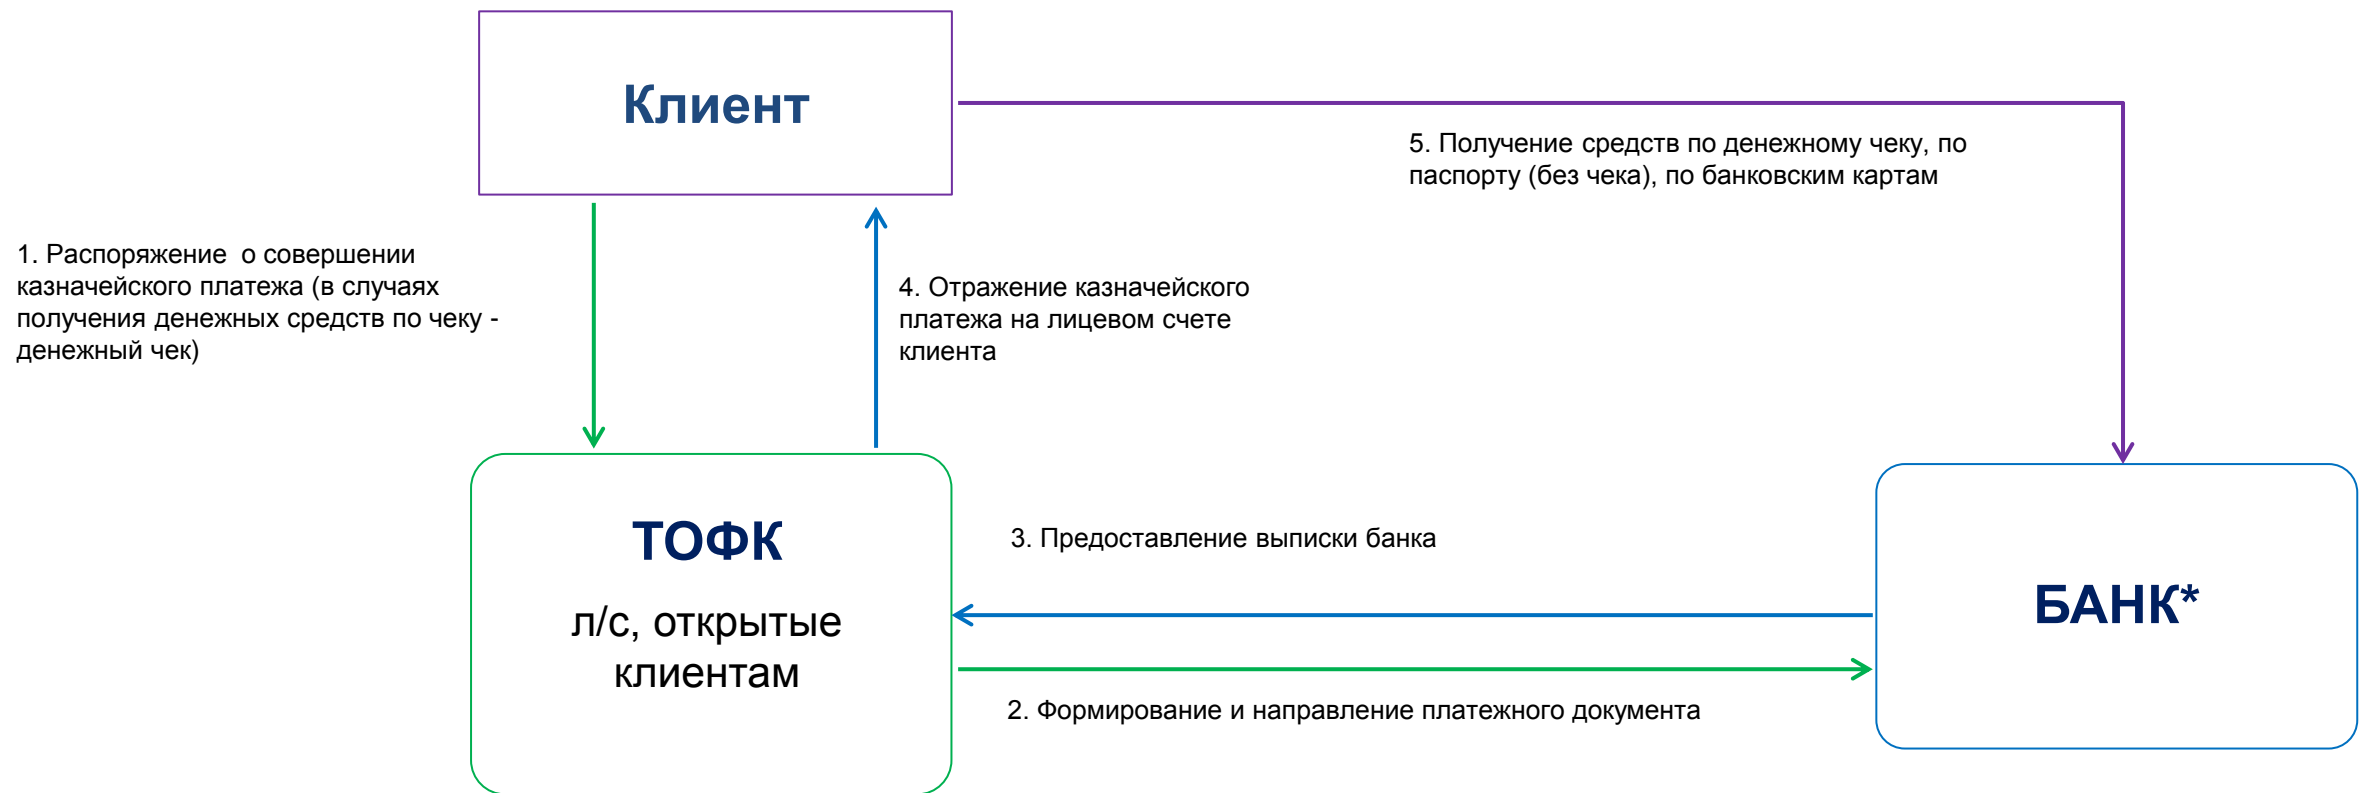 Клиент
5. Получение средств по денежному чеку, по
паспорту (без чека), по банковским картам
1. Распоряжение  о совершении
казначейского платежа (в случаях
получения денежных средств по чеку -
денежный чек)
4. Отражение казначейского
платежа на лицевом счете
клиента
ТОФК
л/с, открытые
клиентам
3. Предоставление выписки банка
БАНК*
2. Формирование и направление платежного документа